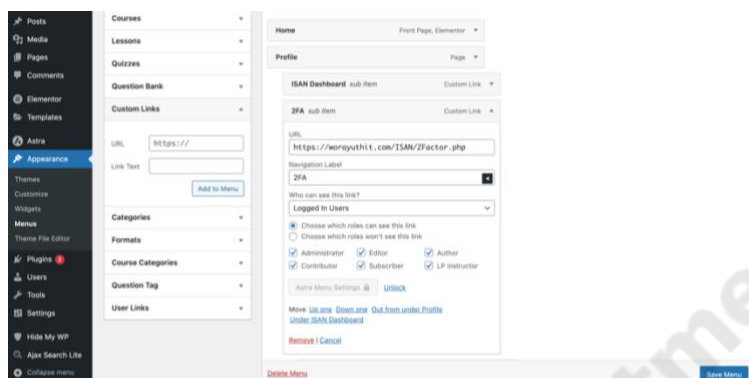 Posts
Media
Pages
Comments
Elementor
Templates
Astra
Appearance
Themes
Customize
Widgets
Menus
Theme File Editor
Plugins 2
Users
Tools
Settings
Hide My WP
Ajax Search Lite
Collapse menu
Courses
Lessons
Quizzes
Question Bank
Custom Links
URL https://
Link Text
Add to Menu
Categories
Formats
Course Categories
Question Tag
User Links
Home Front Page, Elementor
Profile Page
ISAN Dashboard sub item Custom Link
2FA sub item Custom Link
URL
https://worayuthit.com/ISAN/2Factor.php
Navigation Label
2FA
Who can see this link?
Logged In Users
Choose which roles can see this link
Choose which roles won't see this link
Administrator Editor Author
Contributor Subscriber LP Instructor
Astra Menu Settings Unlock
Move Up one Down one Out from under Profile
Under ISAN Dashboard
Remove | Cancel
Delete Menu Save Menu